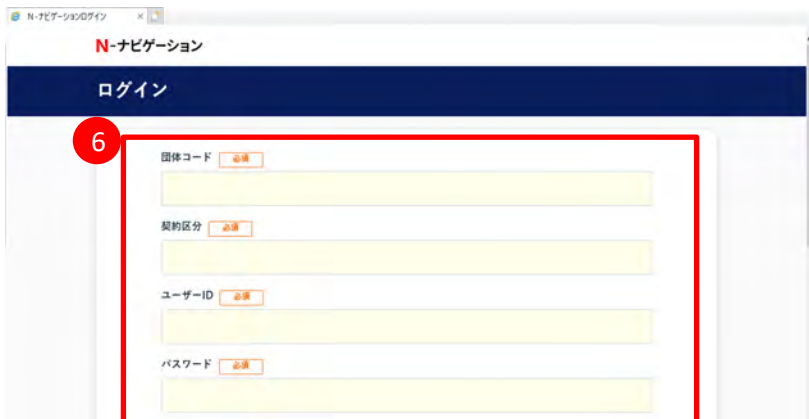 N-ナビゲーションログイン
N-ナビゲーション
ログイン
6
団体コード 必須
契約区分 必須
ユーザーID 必須
パスワード 必須